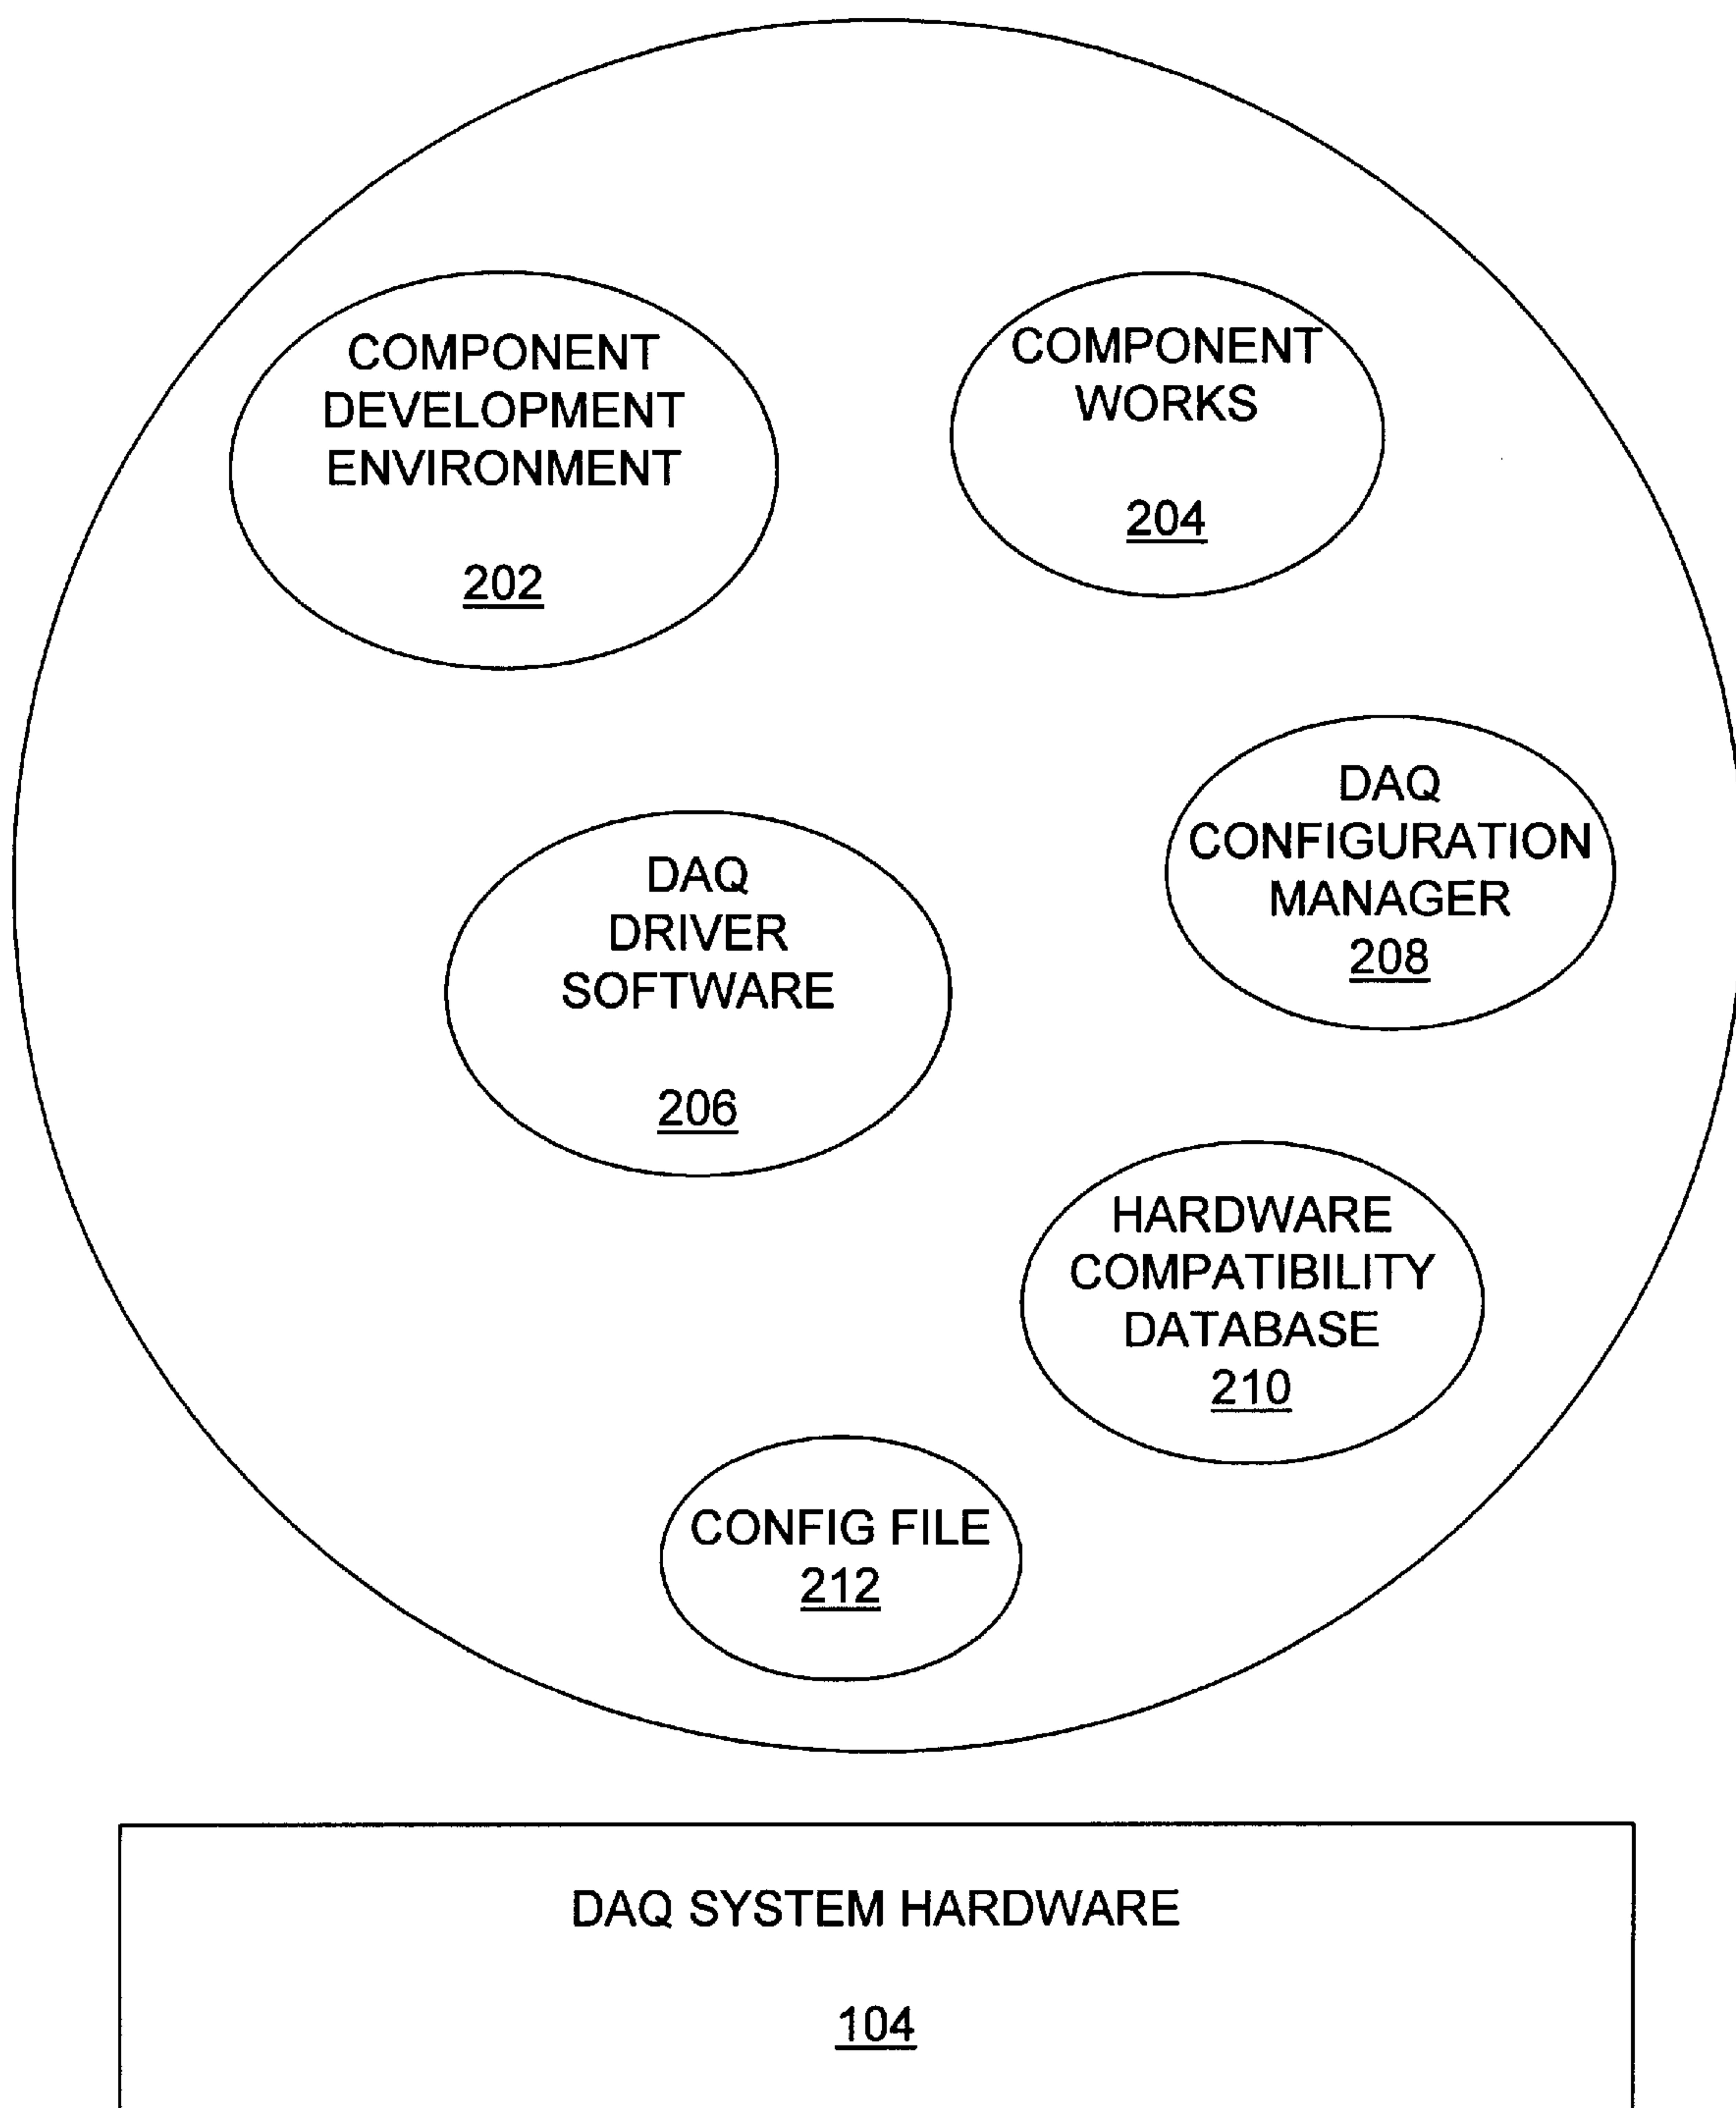 COMPONENT
DEVELOPMENT
ENVIRONMENT
202
COMPONENT
WORKS
204
DAQ
CONFIGURATION
MANAGER
208
DAQ
DRIVER
SOFTWARE
206
HARDWARE
COMPATIBILITY
DATABASE
210
CONFIG FILE
212
DAQ SYSTEM HARDWARE
104